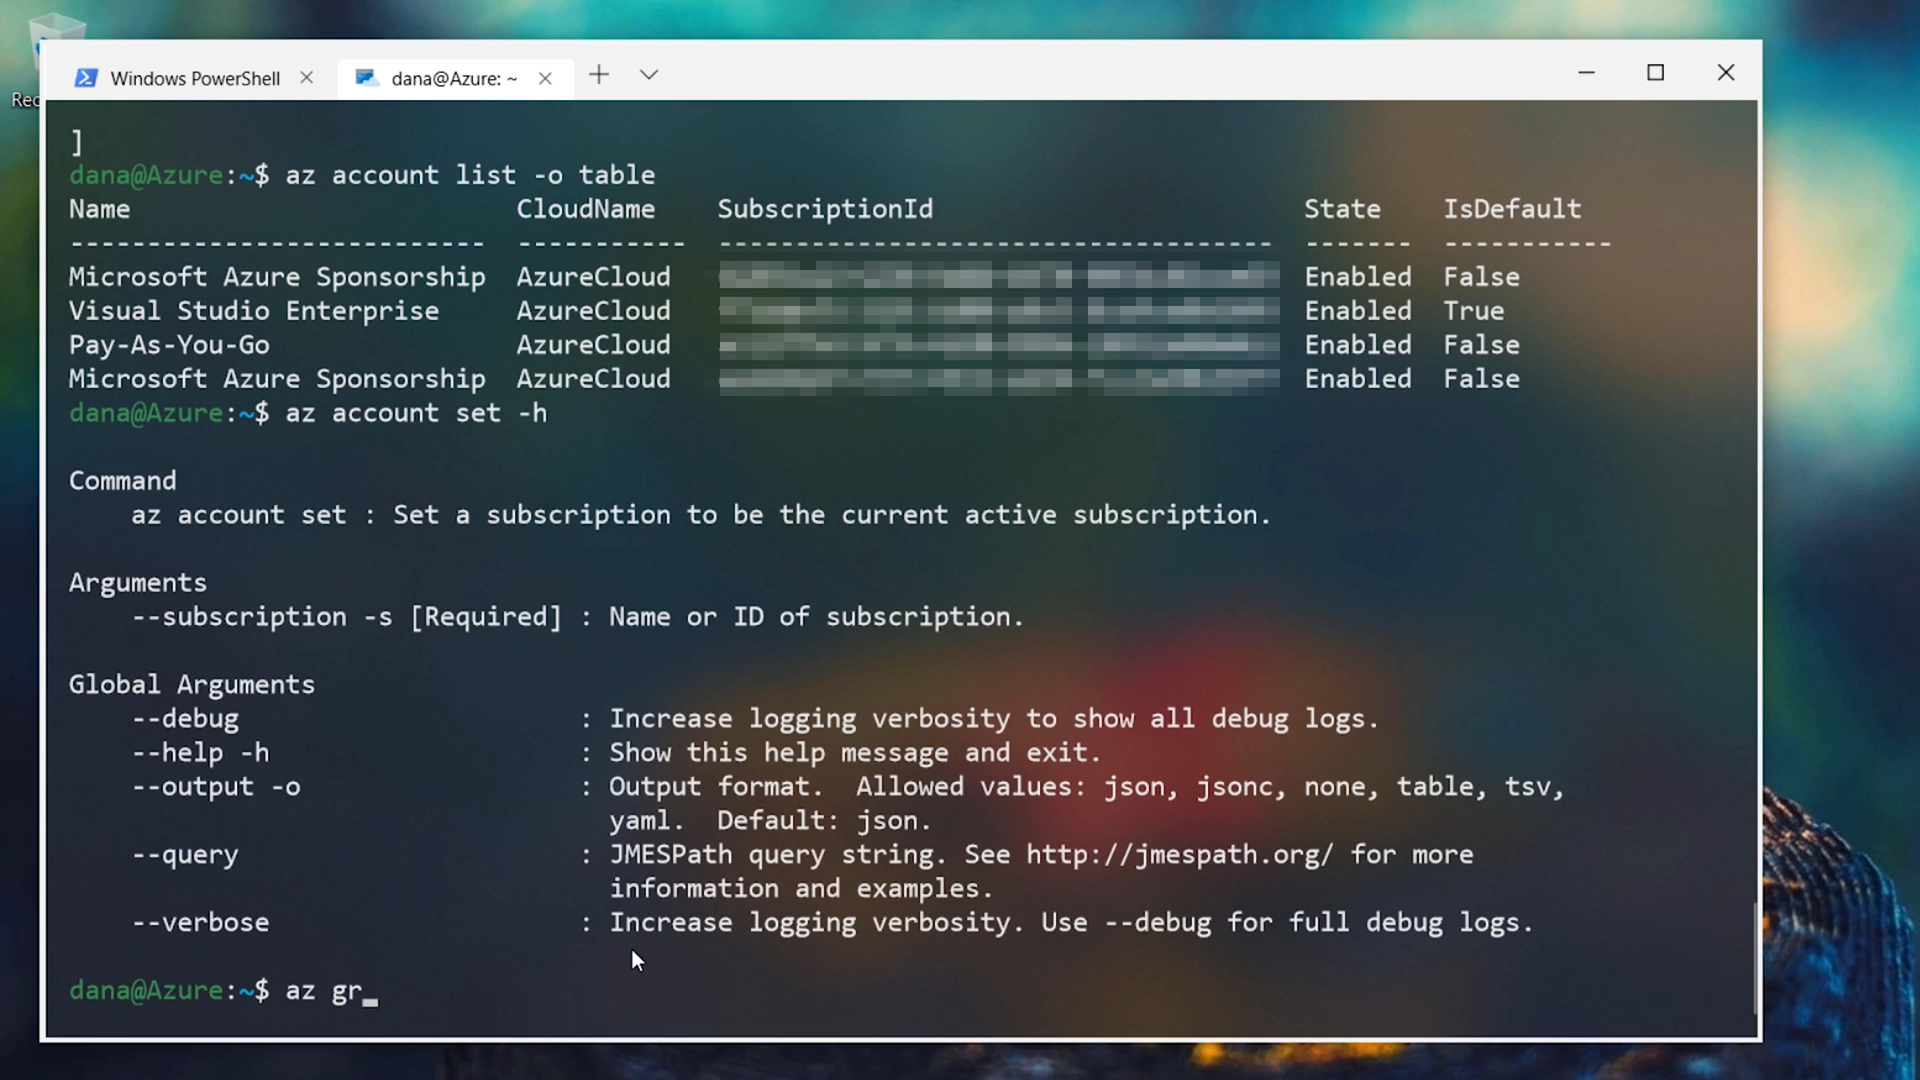 Rec
Windows PowerShell
dana@Azure: ~
]
dana@Azure:~$ az account list -o table
Name CloudName SubscriptionId State IsDefault
--------------------------- ----------- ------------------------------------ ------- -----------
Microsoft Azure Sponsorship AzureCloud Enabled False
Visual Studio Enterprise AzureCloud Enabled True
Pay-As-You-Go AzureCloud Enabled False
Microsoft Azure Sponsorship AzureCloud Enabled False
dana@Azure:~$ az account set -h
Command
az account set : Set a subscription to be the current active subscription.
Arguments
--subscription -s [Required] : Name or ID of subscription.
Global Arguments
--debug : Increase logging verbosity to show all debug logs.
--help -h : Show this help message and exit.
--output -o : Output format.  Allowed values: json, jsonc, none, table, tsv,
yaml.  Default: json.
--query : JMESPath query string. See http://jmespath.org/ for more
information and examples.
--verbose : Increase logging verbosity. Use --debug for full debug logs.
dana@Azure:~$ az gr_